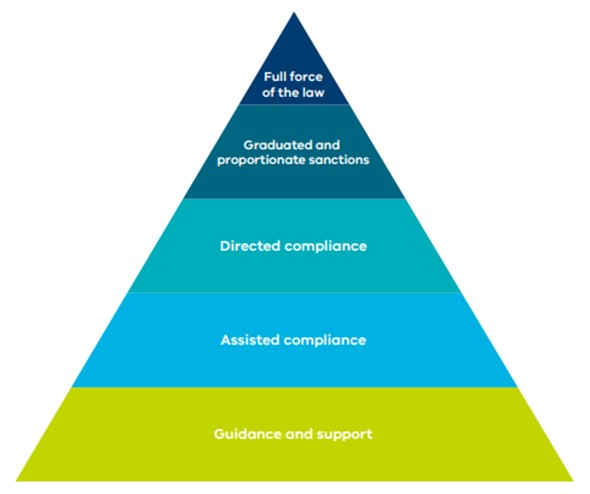 Full force
of the law
Graduated and
proportionate sanctions
Directed compliance
Assisted compliance
Guidance and support